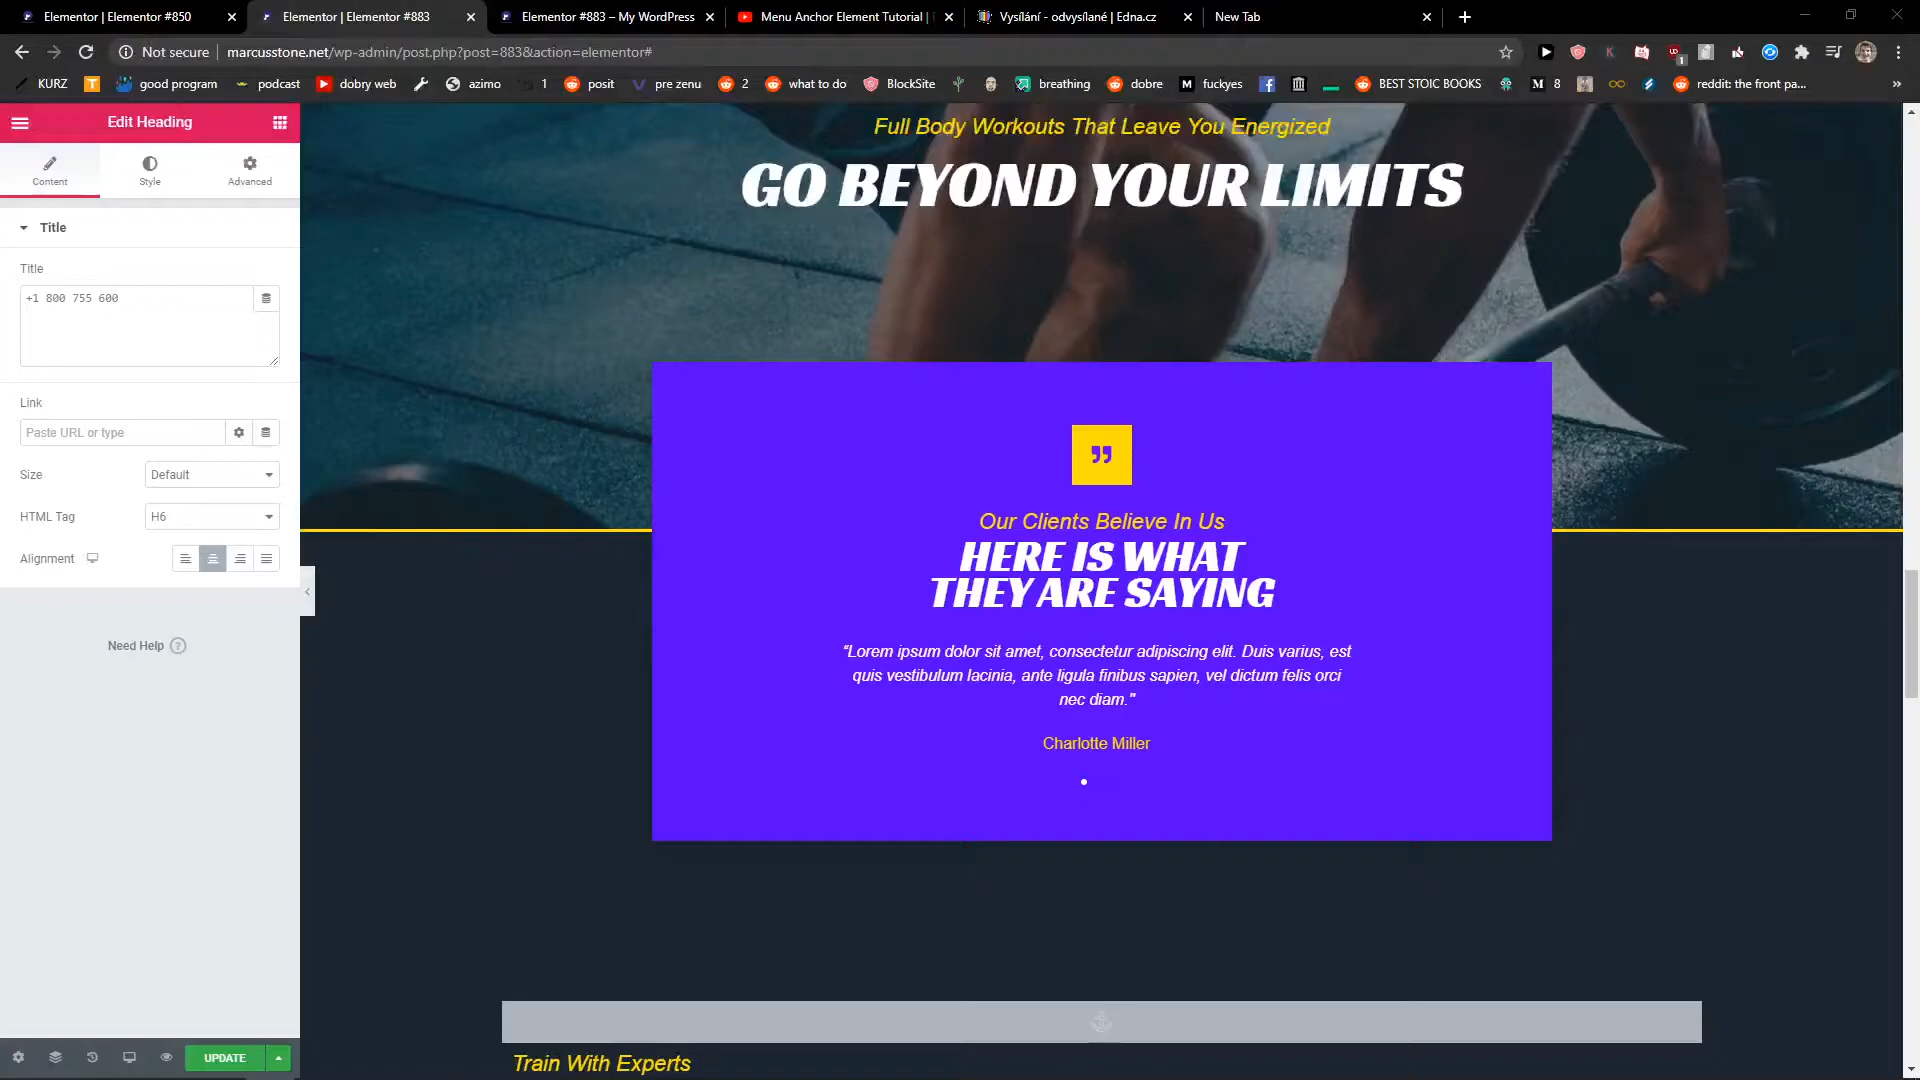 Elementor | Elementor #850
Elementor | Elementor #883
Elementor #883 – My WordPress
Menu Anchor Element Tutorial |
Vysílání - odvysílané | Edna.cz
New Tab
Not secure
marcusstone.net/wp-admin/post.php?post=883&action=elementor#
KURZ
good program
podcast
dobry web
azimo
1
posit
pre zenu
2
what to do
BlockSite
breathing
dobre
fuckyes
BEST STOIC BOOKS
8
reddit: the front pa...
Edit Heading
Content
Style
Advanced
Title
Title
+1 800 755 600
Link
Paste URL or type
Size
Default
HTML Tag
H6
Alignment
Need Help
UPDATE
Full Body Workouts That Leave You Energized
GO BEYOND YOUR LIMITS
Our Clients Believe In Us
HERE IS WHAT
THEY ARE SAYING
"Lorem ipsum dolor sit amet, consectetur adipiscing elit. Duis varius, est
quis vestibulum lacinia, ante ligula finibus sapien, vel dictum felis orci
nec diam."
Charlotte Miller
Train With Experts